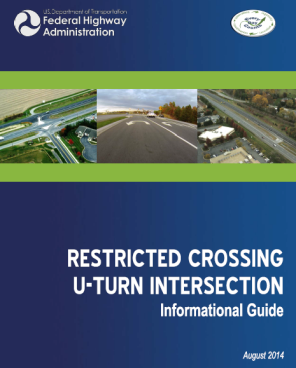 U.S. Department of Transportation
Federal Highway
Administration
RESTRICTED CROSSING
U-TURN INTERSECTION
Informational Guide
August 2014